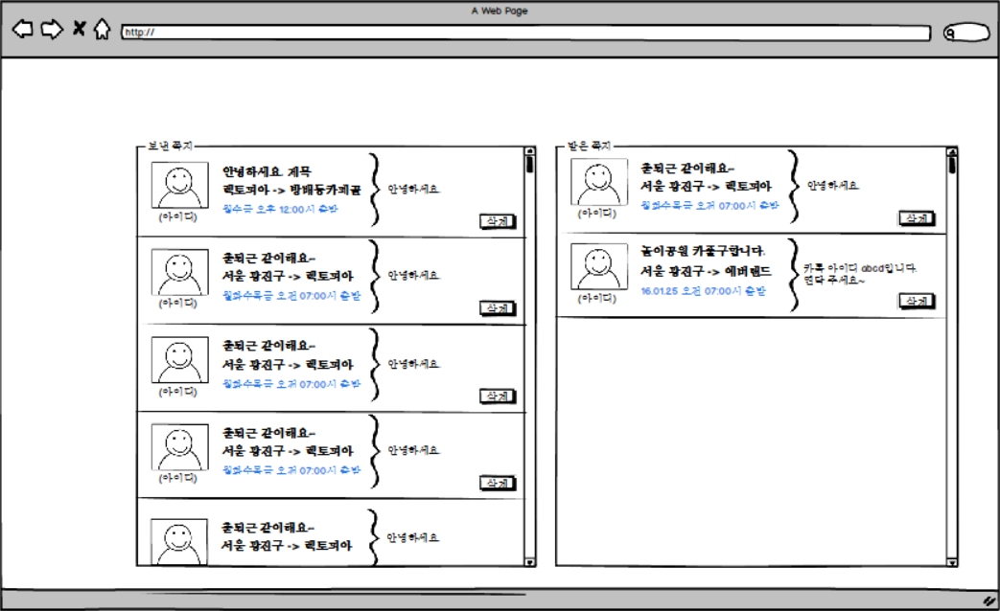 A Web Page
http://
보낸 쪽지
안녕하세요. 제목
렉토피아 -> 방배동카페골
월수금 오후 12:00시 출발
(아이디)
안녕하세요.
삭제
출퇴근 같이해요~
서울 광진구 -> 렉토피아
월화수목금 오전 07:00시 출발
(아이디)
안녕하세요.
삭제
출퇴근 같이해요~
서울 광진구 -> 렉토피아
월화수목금 오전 07:00시 출발
(아이디)
안녕하세요.
삭제
출퇴근 같이해요~
서울 광진구 -> 렉토피아
월화수목금 오전 07:00시 출발
(아이디)
안녕하세요.
삭제
출퇴근 같이해요~
서울 광진구 -> 렉토피아
안녕하세요.
받은 쪽지
출퇴근 같이해요~
서울 광진구 -> 렉토피아
월화수목금 오전 07:00시 출발
(아이디)
안녕하세요.
삭제
놀이공원 카풀구합니다.
서울 광진구 -> 에버랜드
16.01.25 오전 07:00시 출발
(아이디)
카톡 아이디 abcd입니다.
연락 주세요~
삭제